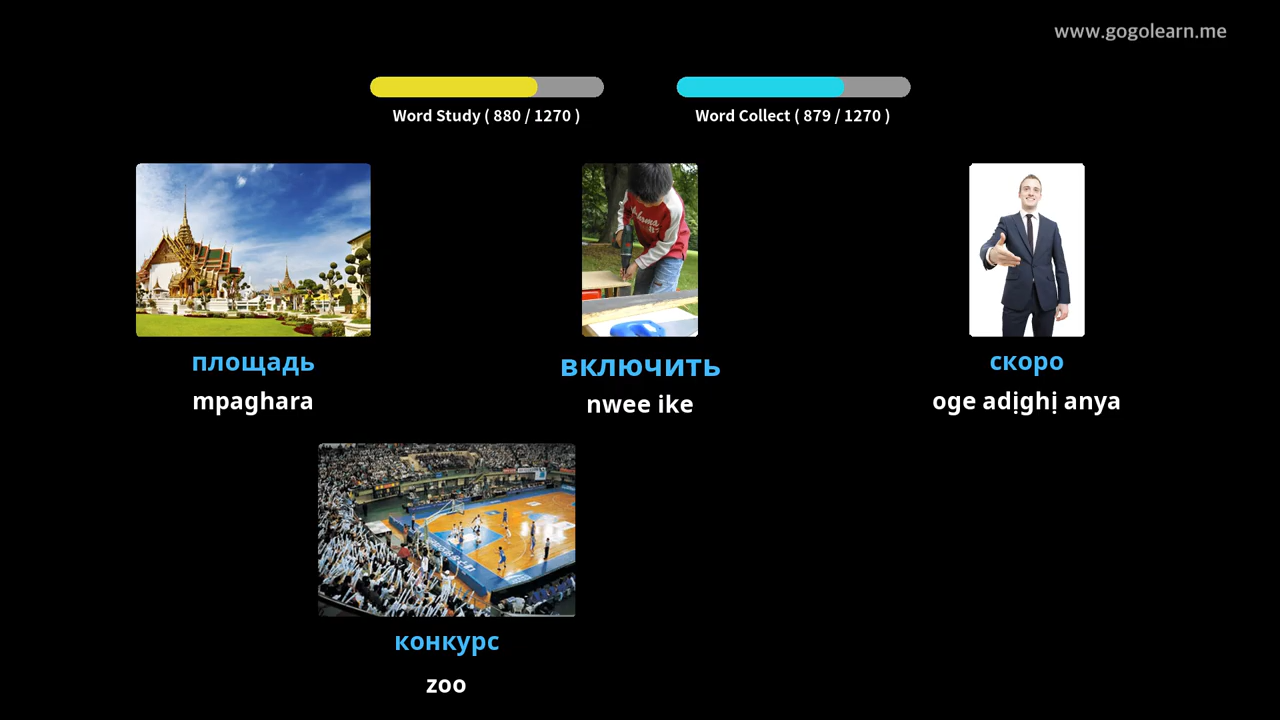 www.gogolearn.me
Word Study ( 880 / 1270 )
Word Collect ( 879 / 1270 )
площадь
включить
скоро
mpaghara
nwee ike
oge adịghị anya
конкурс
zoo